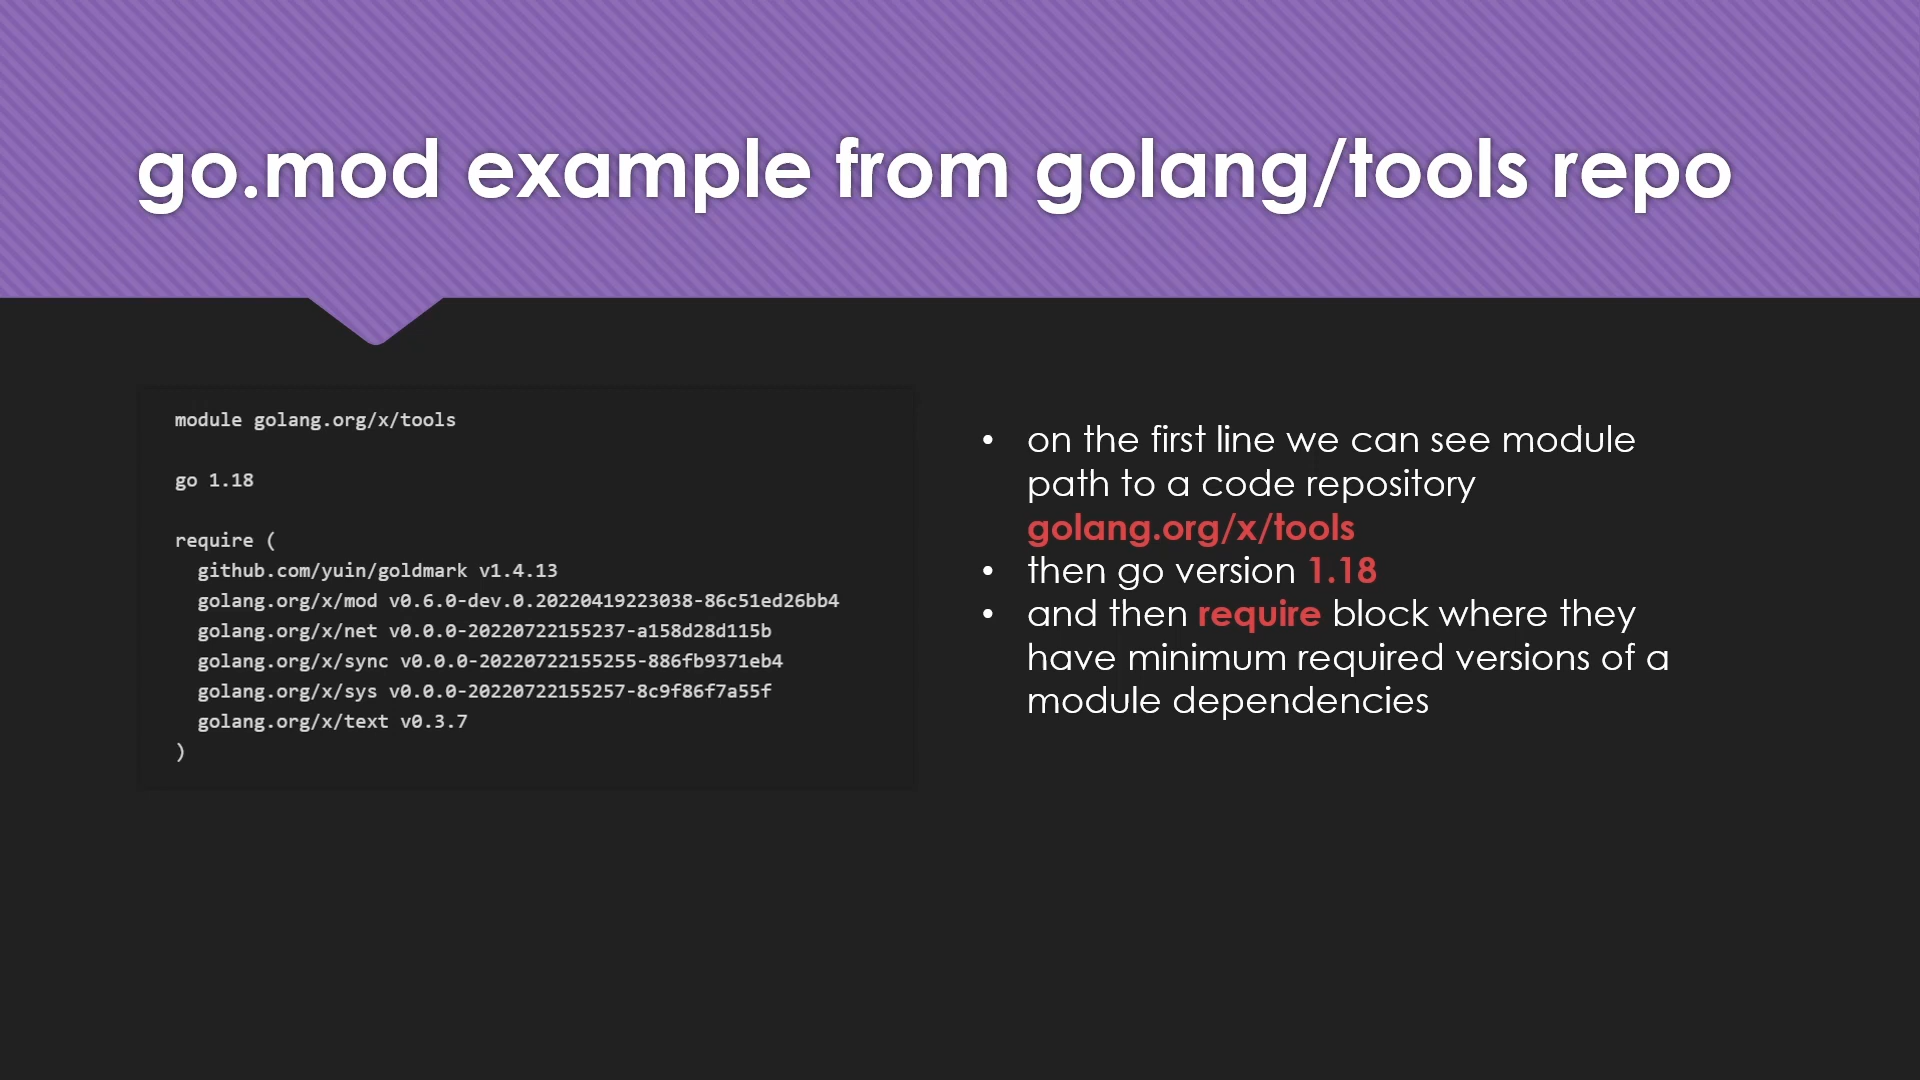 go.mod example from golang/tools repo
module golang.org/x/tools
go 1.18
require (
github.com/yuin/goldmark v1.4.13
golang.org/x/mod v0.6.0-dev.0.20220419223038-86c51ed26bb4
golang.org/x/net v0.0.0-20220722155237-a158d28d115b
golang.org/x/sync v0.0.0-20220722155255-886fb9371eb4
golang.org/x/sys v0.0.0-20220722155257-8c9f86f7a55f
golang.org/x/text v0.3.7
)
• on the first line we can see module
path to a code repository
golang.org/x/tools
• then go version 1.18
• and then require block where they
have minimum required versions of a
module dependencies